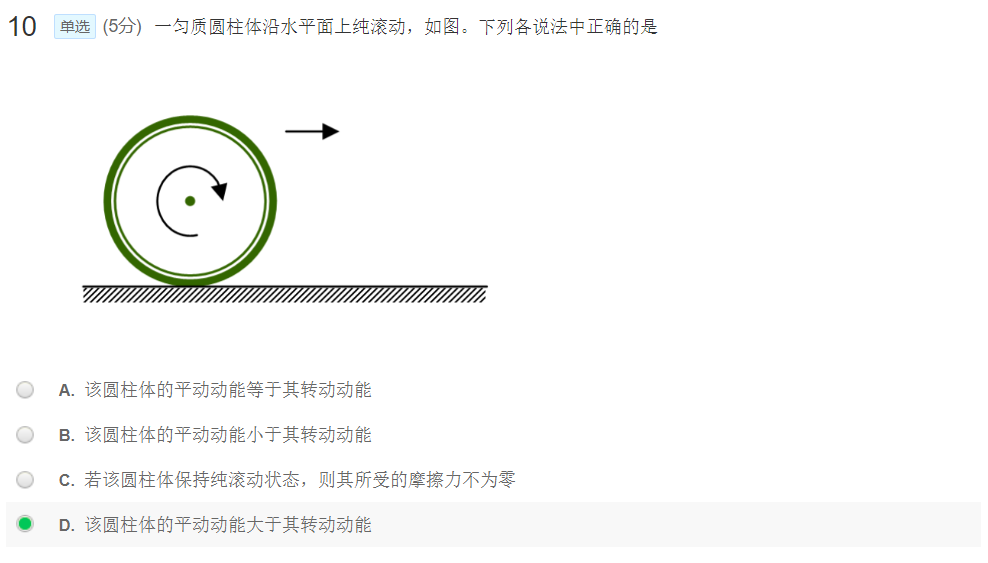 10 单选 (5分) 一匀质圆柱体沿水平面上纯滚动，如图。下列各说法中正确的是
A. 该圆柱体的平动动能等于其转动动能
B. 该圆柱体的平动动能小于其转动动能
C. 若该圆柱体保持纯滚动状态，则其所受的摩擦力不为零
D. 该圆柱体的平动动能大于其转动动能